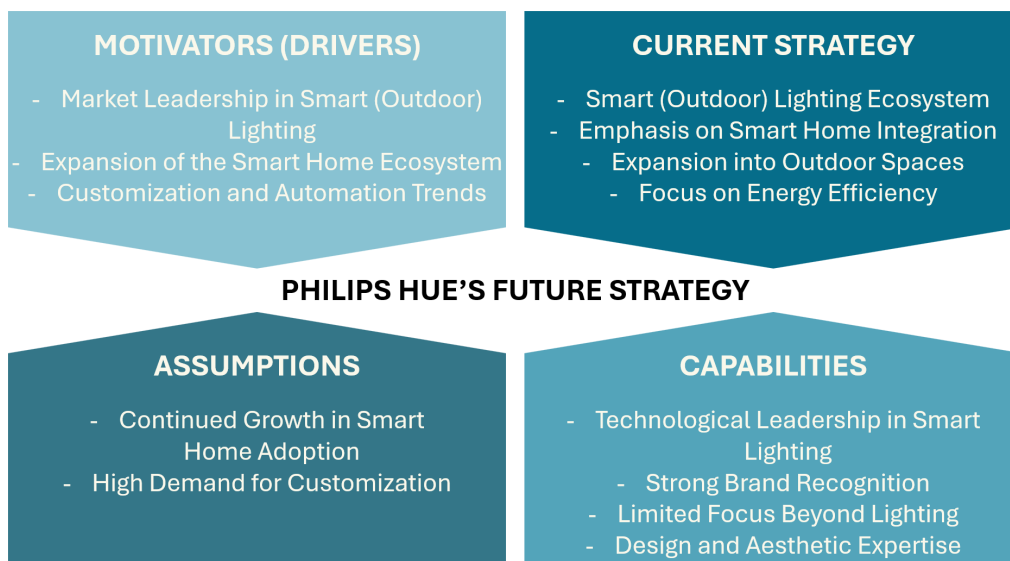 MOTIVATORS (DRIVERS)
- Market Leadership in Smart (Outdoor)
Lighting
- Expansion of the Smart Home Ecosystem
- Customization and Automation Trends
CURRENT STRATEGY
- Smart (Outdoor) Lighting Ecosystem
- Emphasis on Smart Home Integration
- Expansion into Outdoor Spaces
- Focus on Energy Efficiency
PHILIPS HUE’S FUTURE STRATEGY
ASSUMPTIONS
- Continued Growth in Smart
Home Adoption
- High Demand for Customization
CAPABILITIES
- Technological Leadership in Smart
Lighting
- Strong Brand Recognition
- Limited Focus Beyond Lighting
- Design and Aesthetic Expertise